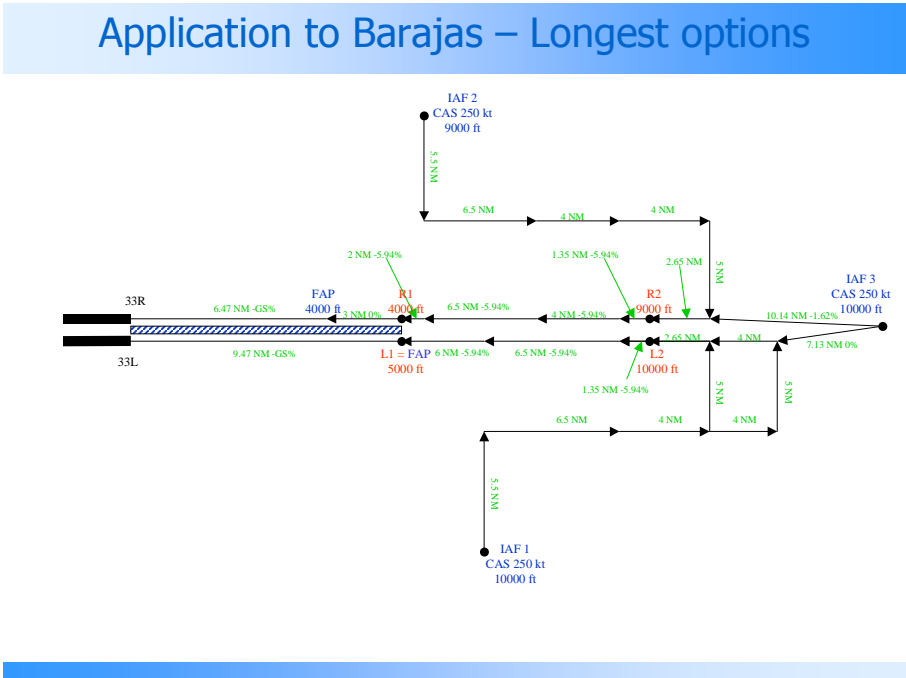 Application to Barajas – Longest options
IAF 2
CAS 250 kt
9000 ft
5.5 NM
6.5 NM
4 NM
4 NM
5 NM
2 NM -5.94%
1.35 NM -5.94%
2.65 NM
IAF 3
CAS 250 kt
10000 ft
33R
6.47 NM -GS%
FAP
4000 ft
3 NM 0%
R1
4000 ft
6.5 NM -5.94%
4 NM -5.94%
R2
9000 ft
10.14 NM -1.62%
33L
9.47 NM -GS%
L1 = FAP
5000 ft
6 NM -5.94%
6.5 NM -5.94%
1.35 NM -5.94%
L2
10000 ft
2.65 NM
4 NM
7.13 NM 0%
5 NM
5 NM
6.5 NM
4 NM
4 NM
5.5 NM
IAF 1
CAS 250 kt
10000 ft